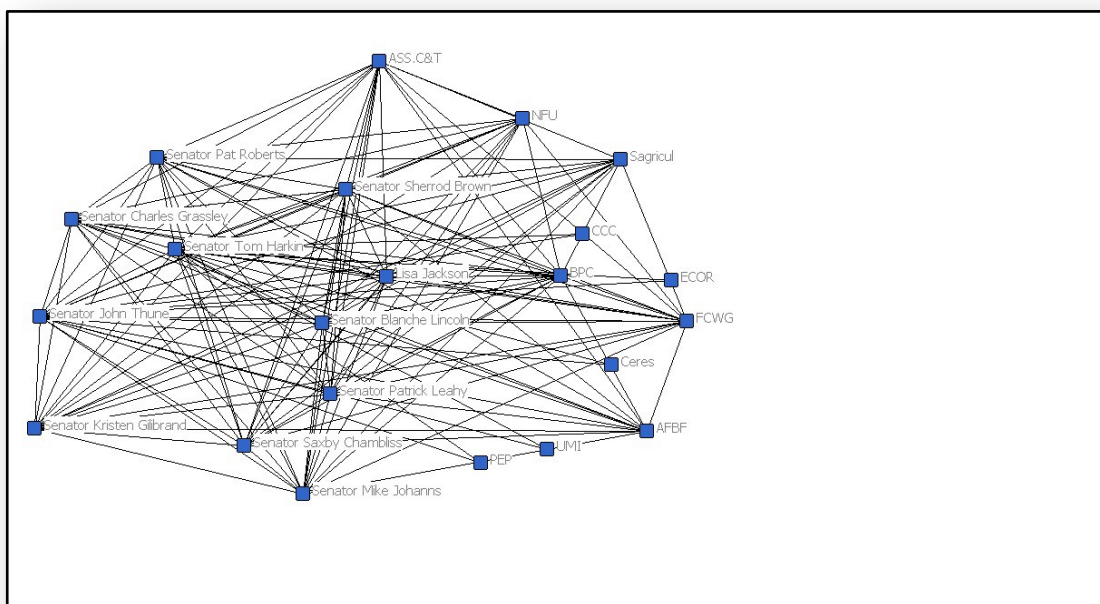 ASS.C&T
NFU
Senator Pat Roberts
Sagricul
Senator Sherrod Brown
Senator Charles Grassley
CCC
Senator Tom Harkin
Lisa Jackson
BPC
ECOR
Senator John Thune
Senator Blanche Lincoln
FCWG
Ceres
Senator Patrick Leahy
Senator Kristen Gilibrand
AFBF
Senator Saxby Chambliss
UMI
PEP
Senator Mike Johanns